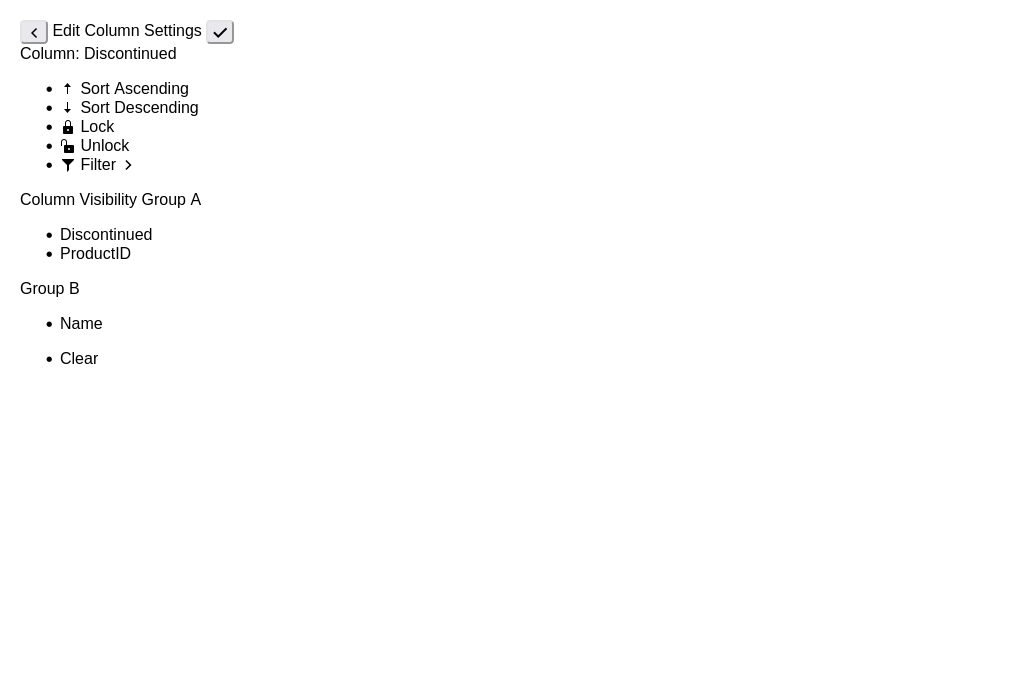 Edit Column Settings
Column: Discontinued
Sort Ascending
Sort Descending
Lock
Unlock
Filter
Column Visibility Group A
Discontinued
ProductID
Group B
Name
Clear